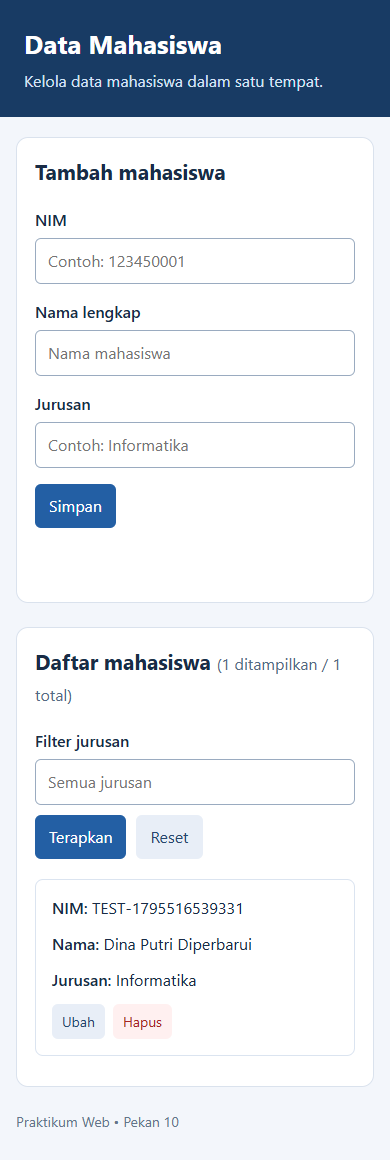 Data Mahasiswa
Kelola data mahasiswa dalam satu tempat.
Tambah mahasiswa
NIM
Contoh: 123450001
Nama lengkap
Nama mahasiswa
Jurusan
Contoh: Informatika
Simpan
Daftar mahasiswa (1 ditampilkan / 1
total)
Filter jurusan
Semua jurusan
Terapkan Reset
NIM: TEST-1795516539331
Nama: Dina Putri Diperbarui
Jurusan: Informatika
Ubah Hapus
Praktikum Web • Pekan 10